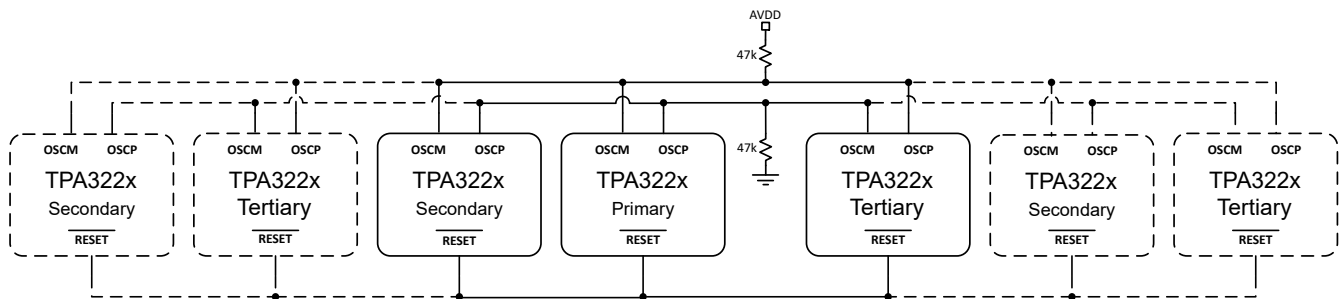 AVDD
47k
47k
OSCM OSCP
TPA322x
Secondary
RESET
OSCM OSCP
TPA322x
Tertiary
RESET
OSCM OSCP
TPA322x
Secondary
RESET
OSCM OSCP
TPA322x
Primary
RESET
OSCM OSCP
TPA322x
Tertiary
RESET
OSCM OSCP
TPA322x
Secondary
RESET
OSCM OSCP
TPA322x
Tertiary
RESET